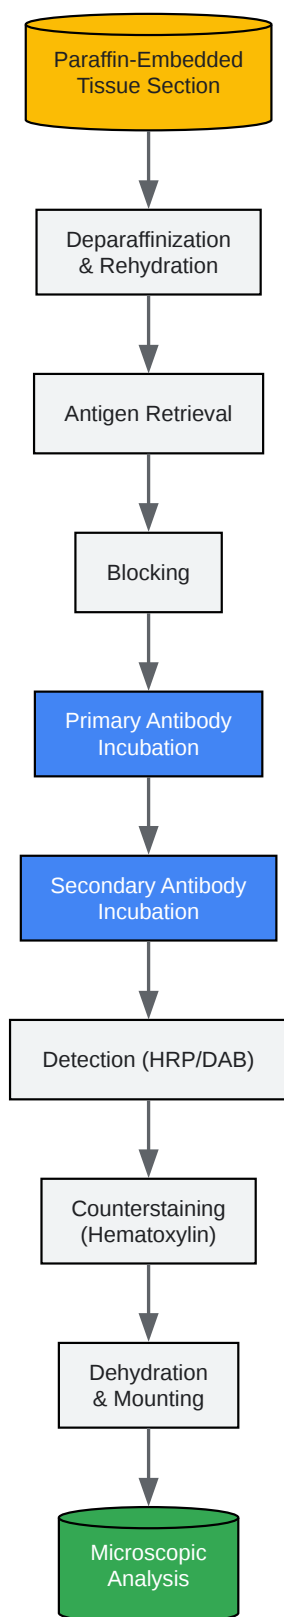 Paraffin-Embedded
Tissue Section
Deparaffinization
& Rehydration
Antigen Retrieval
Blocking
Primary Antibody
Incubation
Secondary Antibody
Incubation
Detection (HRP/DAB)
Counterstaining
(Hematoxylin)
Dehydration
& Mounting
Microscopic
Analysis